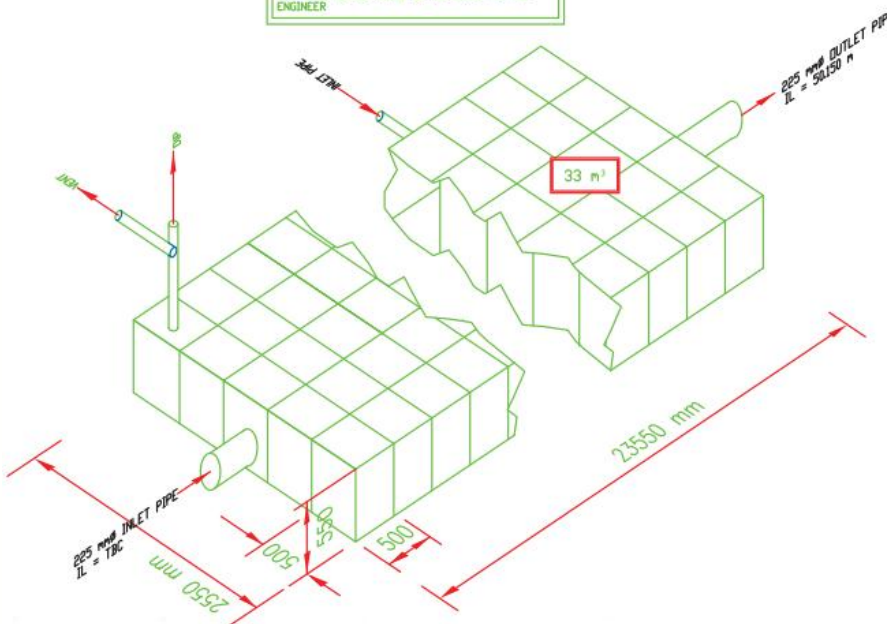 ENGINEER
INLET PIPE
225 mmØ OUTLET PIP
IL = 50.150 m
VENT
33 m³
23550 mm
225 mmØ INLET PIPE
IL = TBC
500
550
500
2550 mm